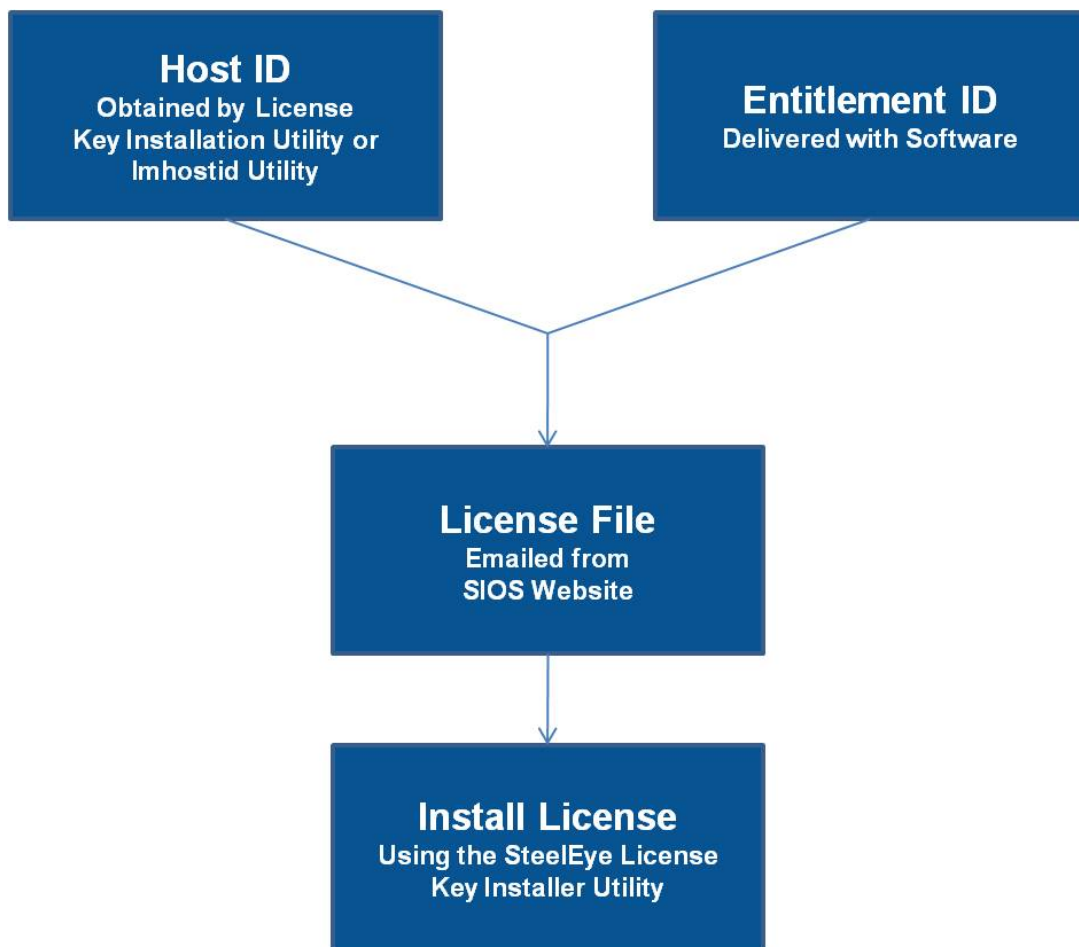 Host ID
Obtained by License
Key Installation Utility or
lmhostid Utility
Entitlement ID
Delivered with Software
License File
Emailed from
SIOS Website
Install License
Using the SteelEye License
Key Installer Utility